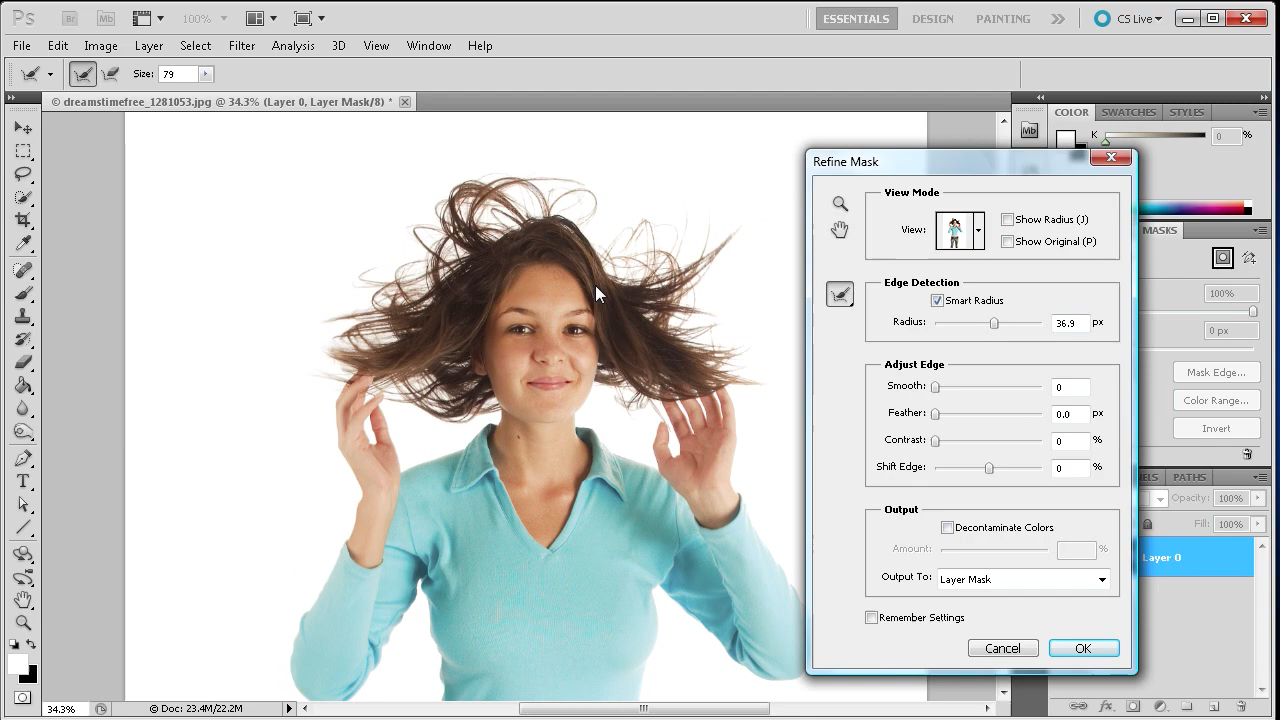 Ps Br Mb 100% ESSENTIALS DESIGN PAINTING CS Live
File Edit Image Layer Select Filter Analysis 3D View Window Help
Size: 79
© dreamstimefree_1281053.jpg @ 34.3% (Layer 0, Layer Mask/8) *
COLOR SWATCHES STYLES
Mb
K 0 %
Refine Mask
View Mode
View:
Show Radius (J)
Show Original (P)
Edge Detection
Smart Radius
Radius: 36.9 px
Adjust Edge
Smooth: 0
Feather: 0.0 px
Contrast: 0 %
Shift Edge: 0 %
Output
Decontaminate Colors
Amount: %
Output To: Layer Mask
Remember Settings
Cancel OK
MASKS
100%
0 px
Mask Edge...
Color Range...
Invert
NELS PATHS
Opacity: 100%
Fill: 100%
Layer 0
T
34.3% Doc: 23.4M/22.2M
fx